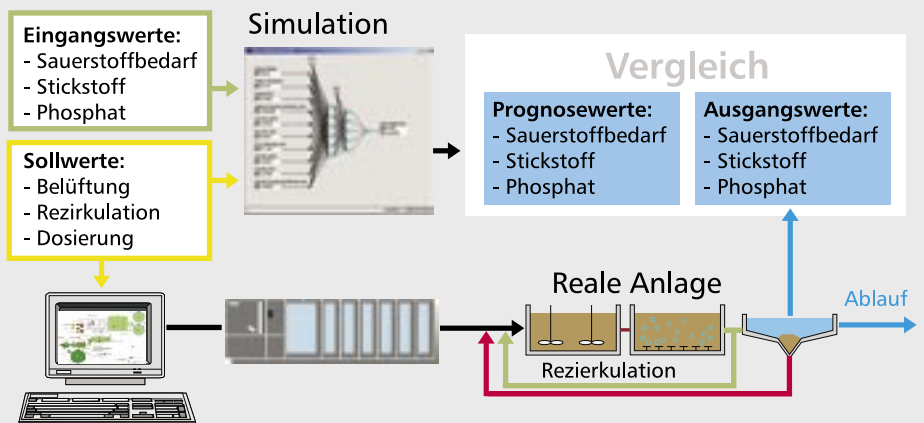 Eingangswerte:
- Sauerstoffbedarf
- Stickstoff
- Phosphat
Simulation
Sollwerte:
- Belüftung
- Rezirkulation
- Dosierung
Vergleich
Prognosewerte:
- Sauerstoffbedarf
- Stickstoff
- Phosphat
Ausgangswerte:
- Sauerstoffbedarf
- Stickstoff
- Phosphat
Reale Anlage
Ablauf
Rezierkulation